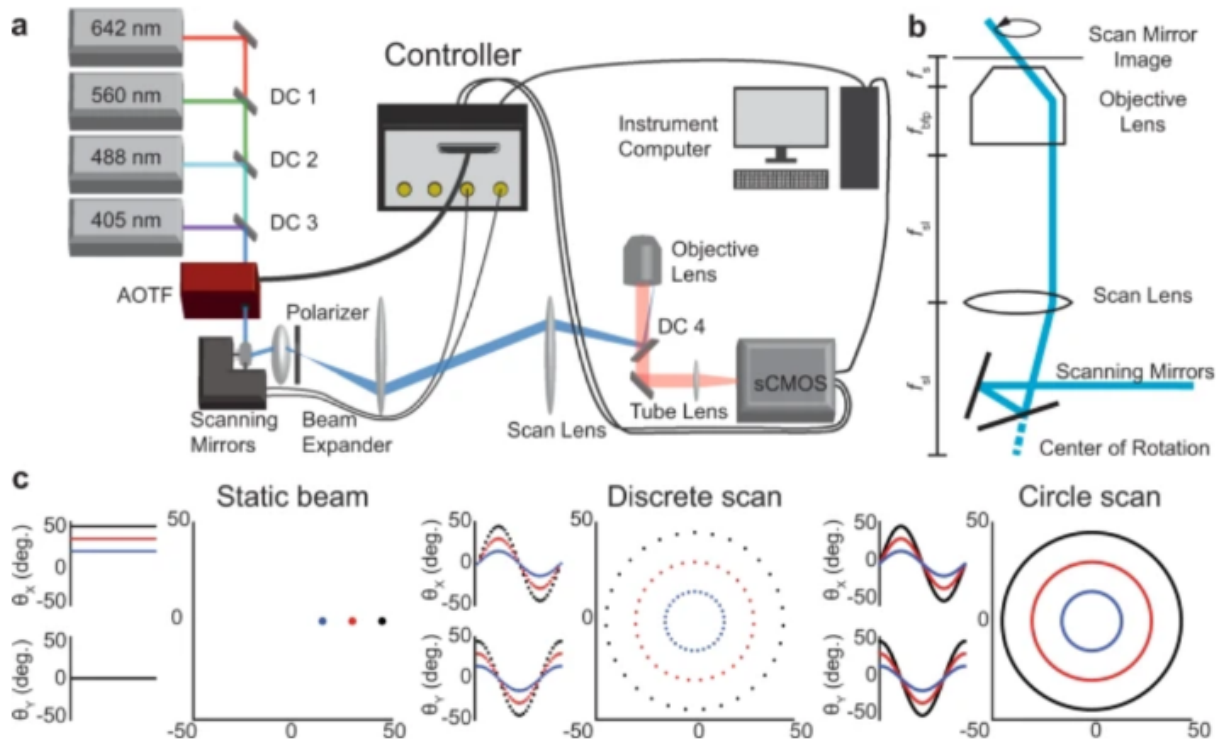 a
642 nm
560 nm
488 nm
405 nm
DC 1
DC 2
DC 3
AOTF
Controller
Instrument
Computer
Polarizer
Objective
Lens
DC 4
sCMOS
Tube Lens
Scan Lens
Scanning
Mirrors
Beam
Expander
b
Scan Mirror
Image
Objective
Lens
Scan Lens
Scanning Mirrors
Center of Rotation
fs
fbfp
fsl
fsl
c
Static beam
θX (deg.)
50
0
-50
θY (deg.)
50
0
-50
50
0
-50
0
50
Discrete scan
θX (deg.)
50
0
-50
θY (deg.)
50
0
-50
50
0
-50
0
50
Circle scan
θX (deg.)
50
0
-50
θY (deg.)
50
0
-50
50
0
-50
0
50